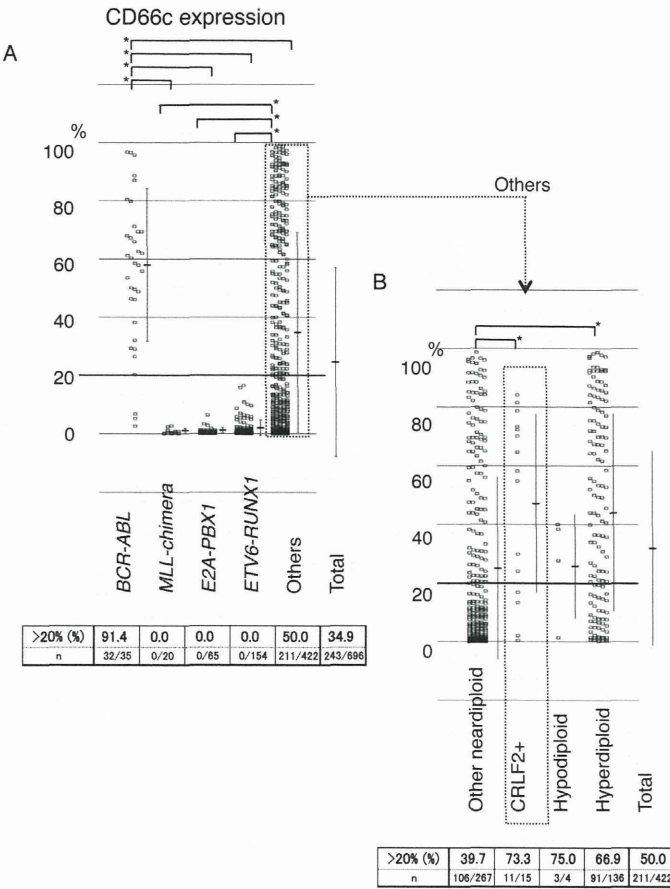 CD66c expression
A
*
*
*
*
*
*
*
%
100
80
60
40
20
0
BCR-ABL
MLL-chimera
E2A-PBX1
ETV6-RUNX1
Others
Total
>20% (%) 91.4 0.0 0.0 0.0 50.0 34.9
n 32/35 0/20 0/65 0/154 211/422 243/696
Others
B
*
*
%
100
80
60
40
20
0
Other neardiploid
CRLF2+
Hypodiploid
Hyperdiploid
Total
>20% (%) 39.7 73.3 75.0 66.9 50.0
n 106/267 11/15 3/4 91/136 211/422